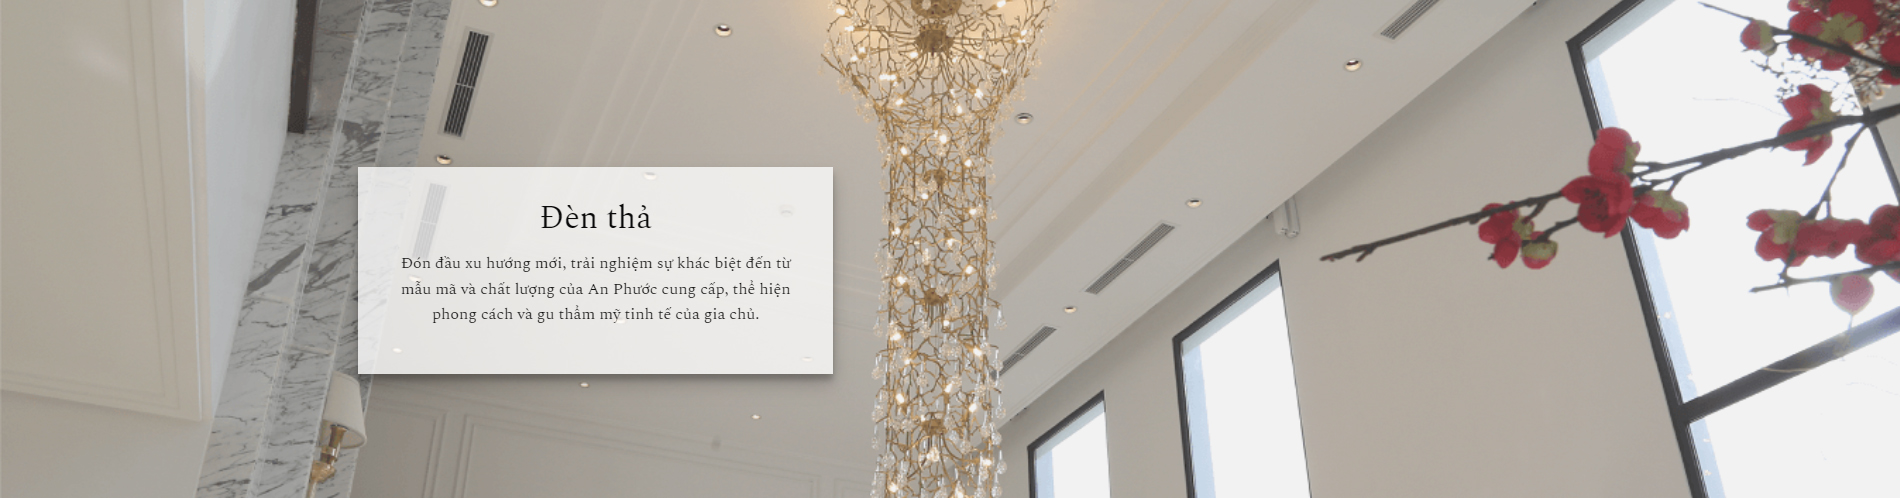 Đèn thả
Đón đầu xu hướng mới, trải nghiệm sự khác biệt đến từ
mẫu mã và chất lượng của An Phước cung cấp, thể hiện
phong cách và gu thẩm mỹ tinh tế của gia chủ.